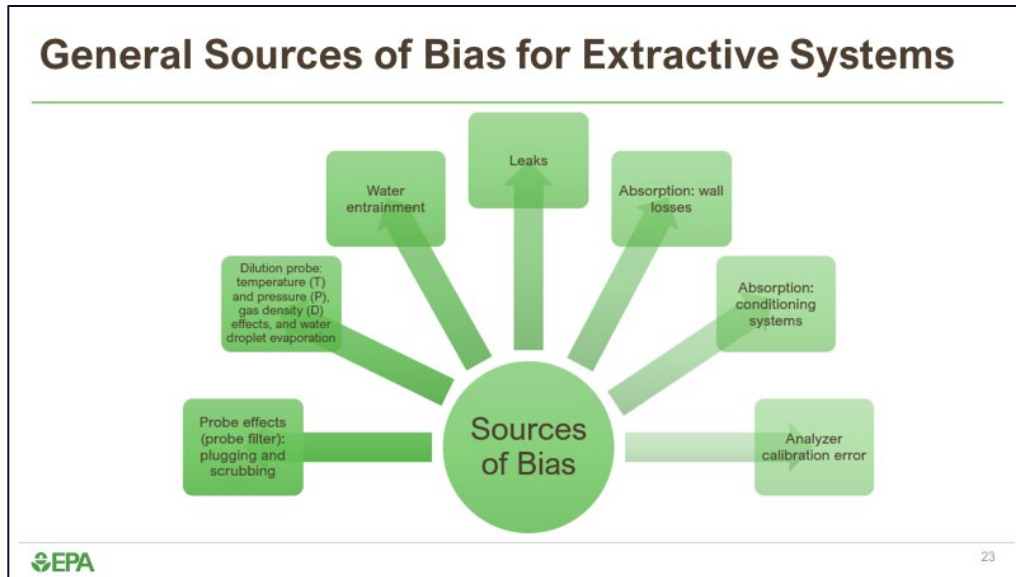 General Sources of Bias for Extractive Systems
Leaks
Water
entrainment
Absorption: wall
losses
Dilution probe:
temperature (T)
and pressure (P),
gas density (D)
effects, and water
droplet evaporation
Absorption:
conditioning
systems
Probe effects
(probe filter):
plugging and
scrubbing
Sources
of Bias
Analyzer
calibration error
EPA
23